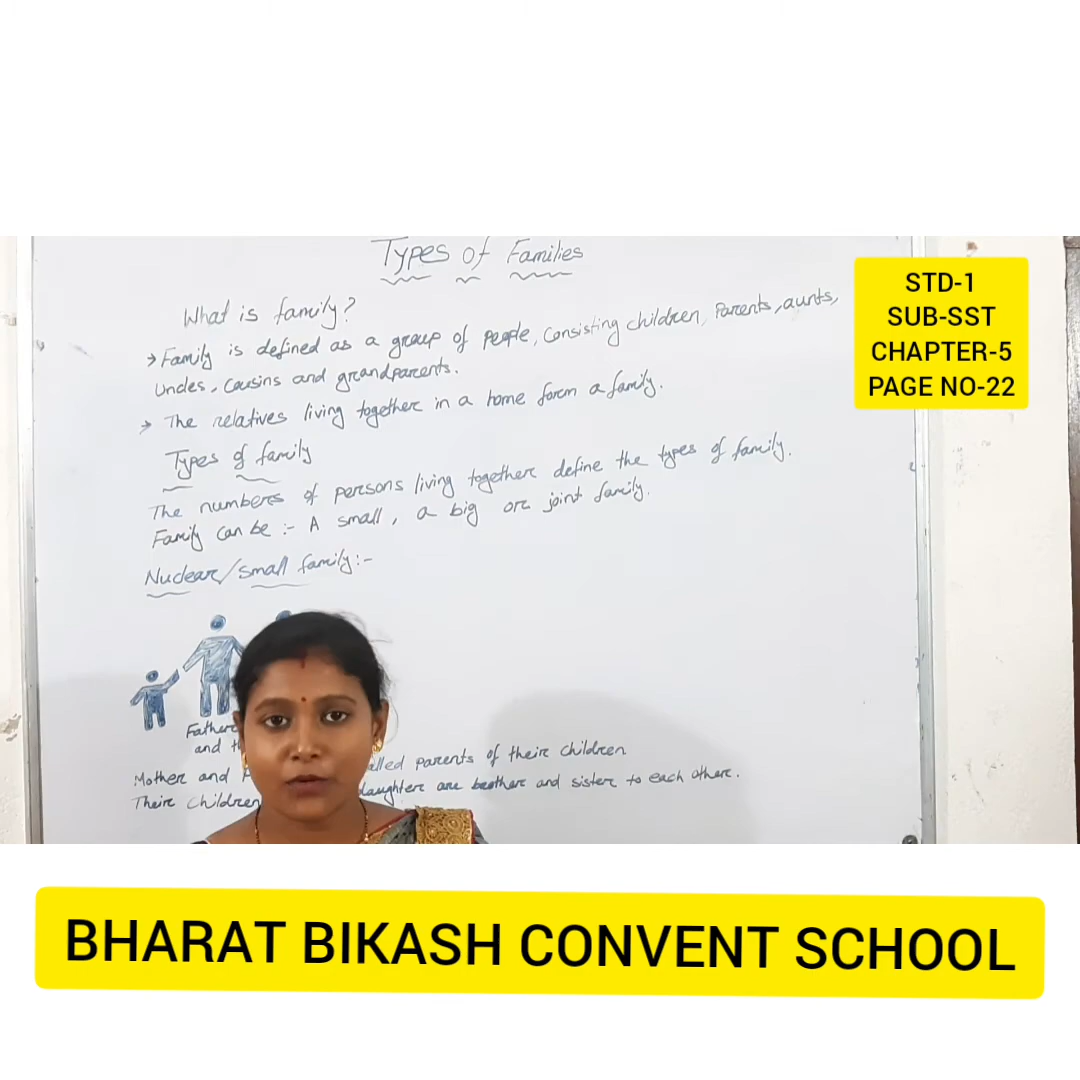 Types of Families
What is family?
→ Family is defined as a group of people, consisting children, Parents, aunts,
Uncles, Cousins and grandparents.
→ The relatives living together in a home form a family.
Types of family
The numbers of persons living together define the types of family.
Family can be :- A small, a big or joint family.
Nuclear/small family:-
Father
and
Mother and parents of their children
Their children daughter are brother and sister to each other.
STD-1
SUB-SST
CHAPTER-5
PAGE NO-22
BHARAT BIKASH CONVENT SCHOOL